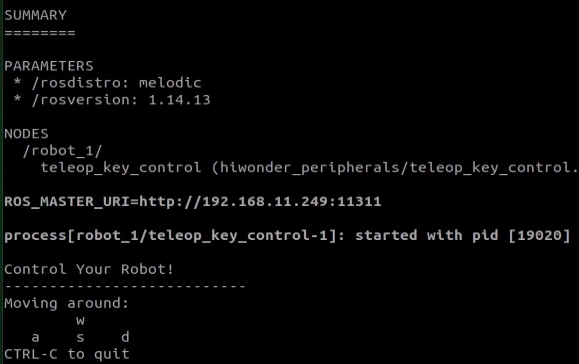 SUMMARY
========
PARAMETERS
* /rosdistro: melodic
* /rosversion: 1.14.13
NODES
/robot_1/
teleop_key_control (hiwonder_peripherals/teleop_key_control.
ROS_MASTER_URI=http://192.168.11.249:11311
process[robot_1/teleop_key_control-1]: started with pid [19020]
Control Your Robot!
---------------------------
Moving around:
w
a s d
CTRL-C to quit